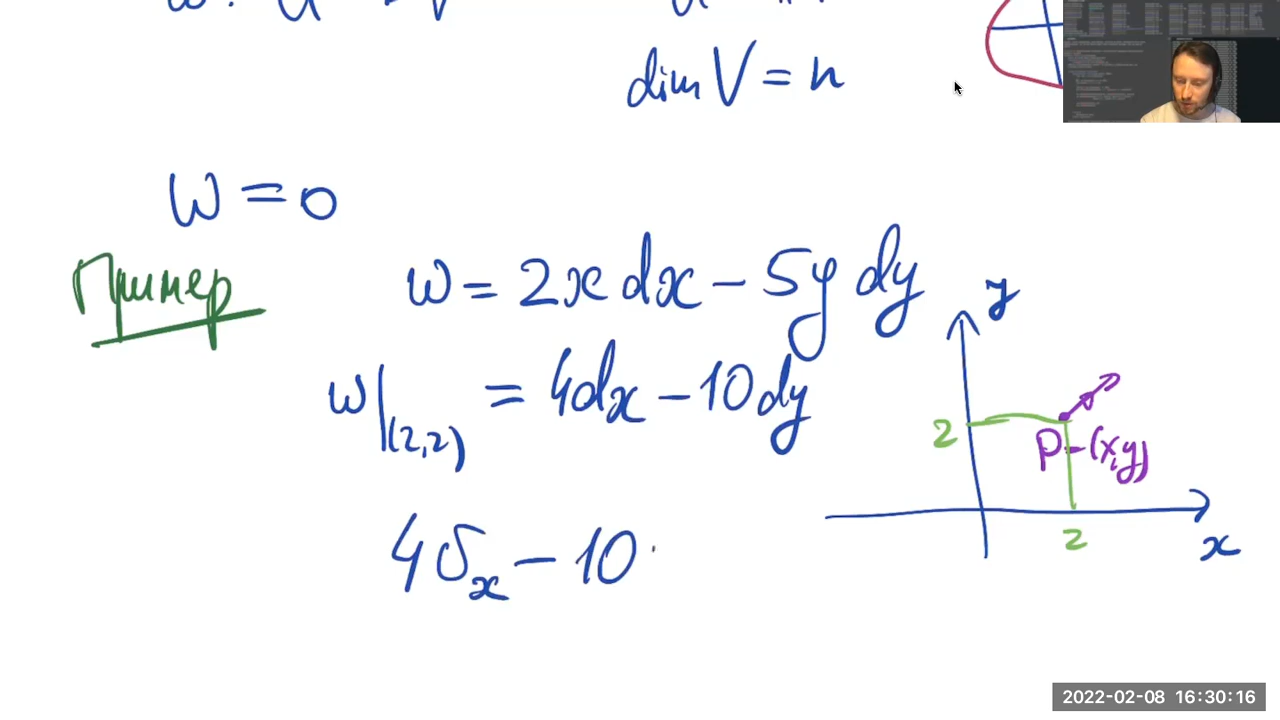 dim V = n
ω = 0
Пример
ω = 2x dx − 5y dy
ω|(2,2) = 4dx − 10dy
y
2
P−(x,y)
2
x
4σx − 10
2022-02-08 16:30:16